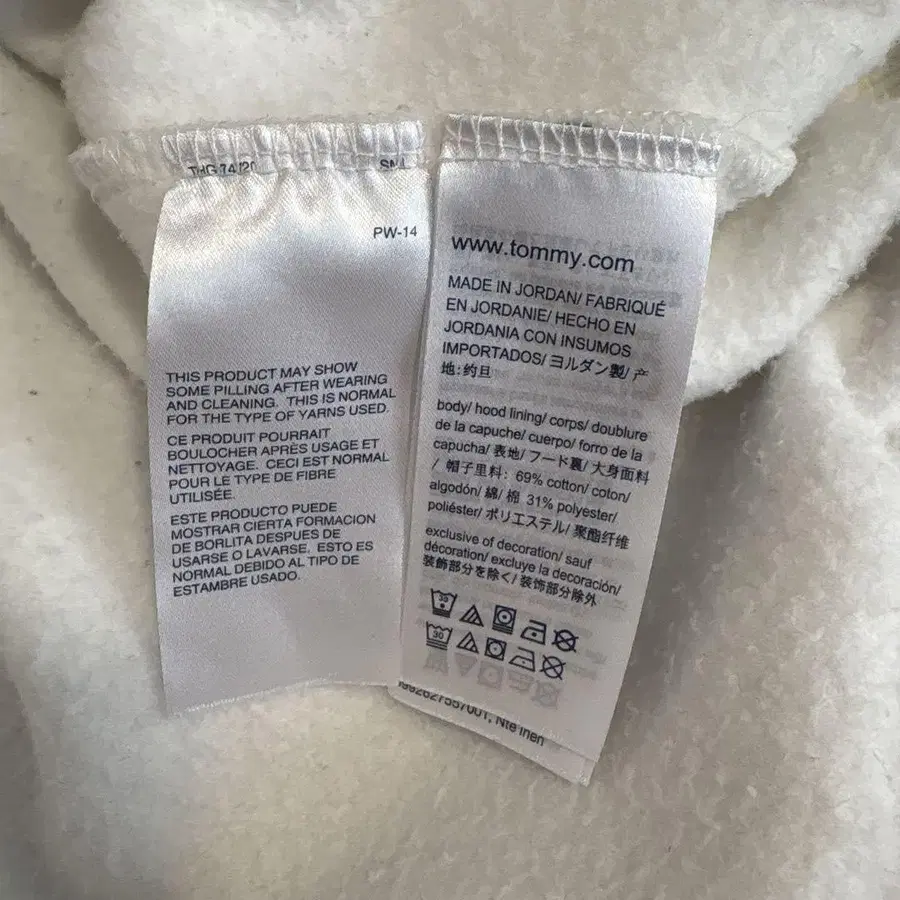 PW-14
THIS PRODUCT MAY SHOW
SOME PILLING AFTER WEARING
AND CLEANING. THIS IS NORMAL
FOR THE TYPE OF YARNS USED.
CE PRODUIT POURRAIT
BOULOCHER APRÈS USAGE ET
NETTOYAGE. CECI EST NORMAL
POUR LE TYPE DE FIBRE
UTILISÉE.
ESTE PRODUCTO PUEDE
MOSTRAR CIERTA FORMACION
DE BORLITA DESPUES DE
USARSE O LAVARSE. ESTO ES
NORMAL DEBIDO AL TIPO DE
ESTAMBRE USADO.
www.tommy.com
MADE IN JORDAN/ FABRIQUÉ
EN JORDANIE/ HECHO EN
JORDANIA CON INSUMOS
IMPORTADOS/ ヨルダン製/ 产
地: 约旦
body/ hood lining/ corps/ doublure
de la capuche/ cuerpo/ forro de la
capucha/ 表地/ フード裏/ 大身面料
/ 帽子里料: 69% cotton/ coton/
algodón/ 綿/ 棉 31% polyester/
poliéster/ ポリエステル/ 聚酯纤维
exclusive of decoration/ sauf
décoration/ excluye la decoración/
装飾部分を除く/ 装饰部分除外
30
30